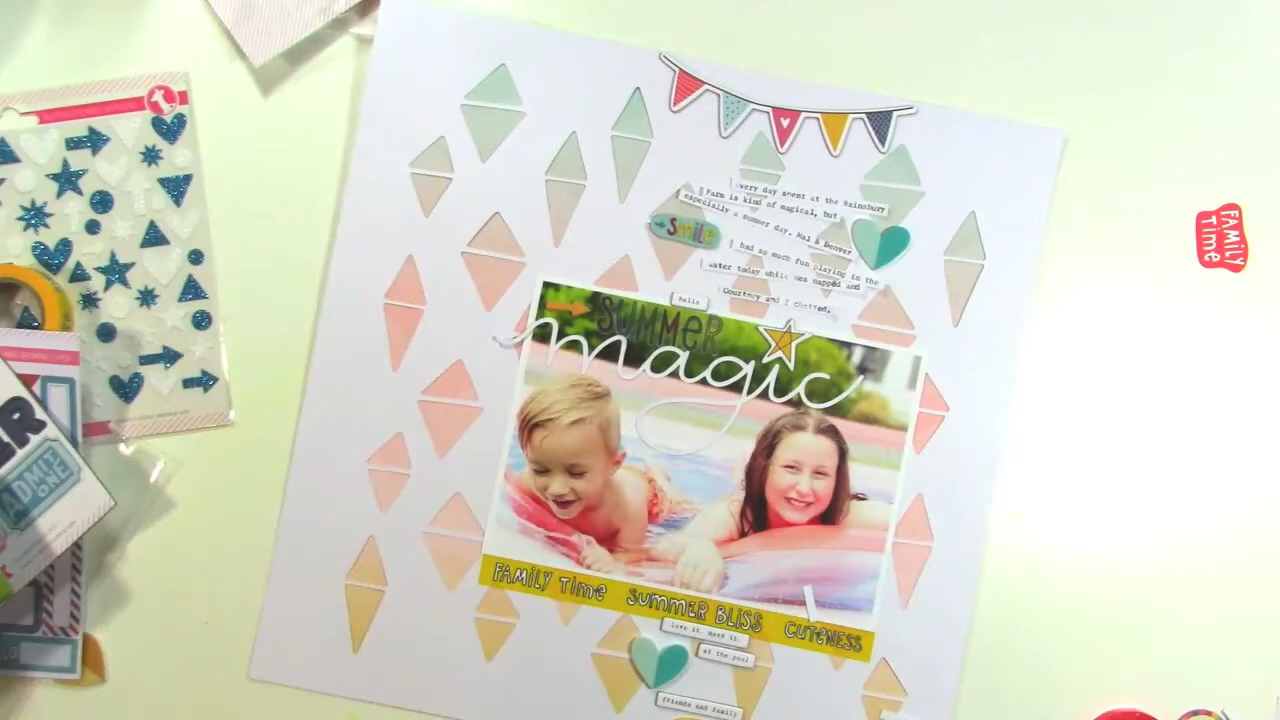 every day spent at the Sainsbury
Farm is kind of magical, but
especially a summer day. Mal & Denver
had so much fun playing in the
water today while we napped and
Courtney and I chatted.
Smile
hello
SUMMER
magic
FAMILY TIME SUMMER BLISS CUTENESS
love it. need it.
at the pool
friends and family
FAMILY
TIME
ER
ADMIT
ONE
t.